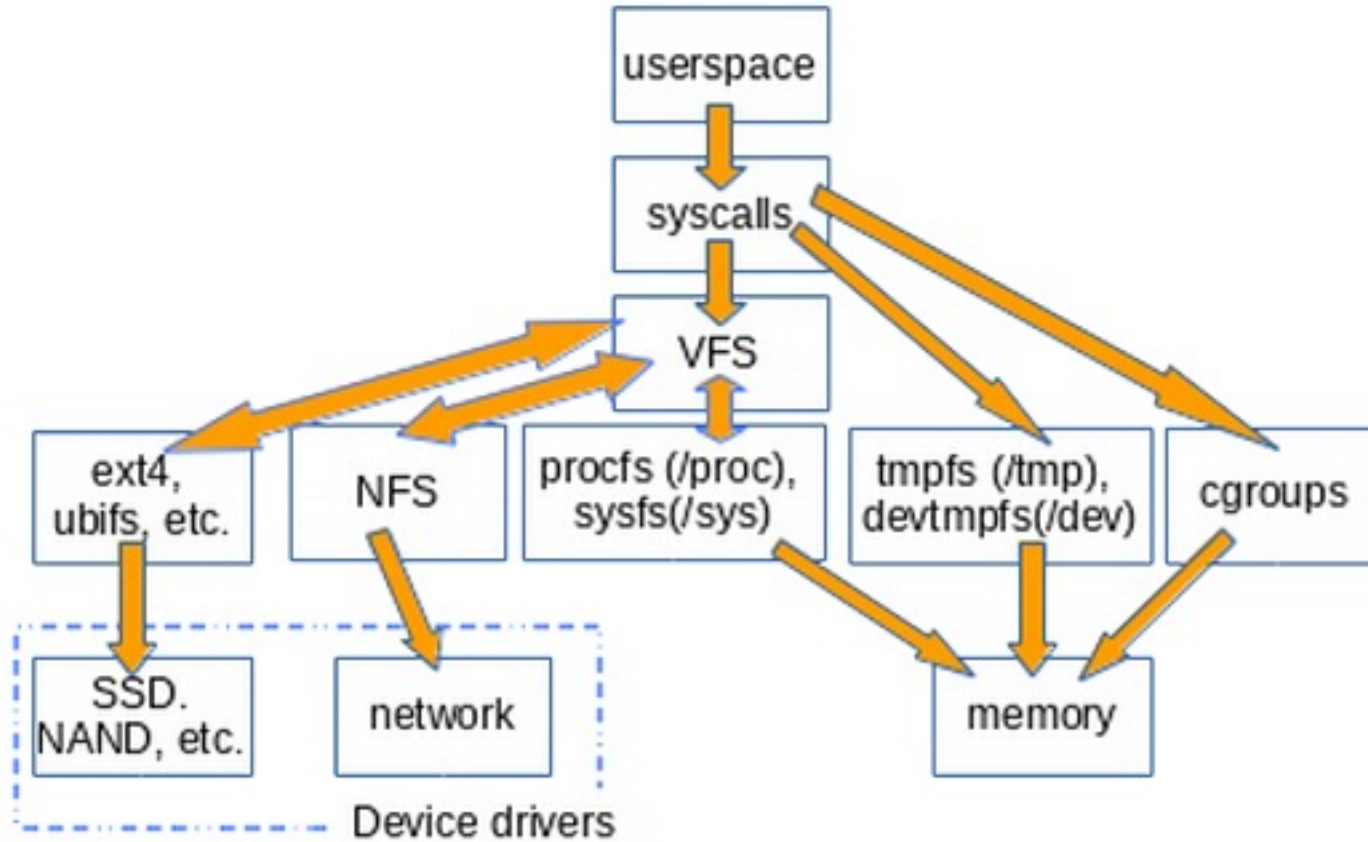 userspace
syscalls
VFS
ext4,
ubifs, etc.
NFS
procfs (/proc),
sysfs(/sys)
tmpfs (/tmp),
devtmpfs(/dev)
cgroups
SSD.
NAND, etc.
network
memory
Device drivers